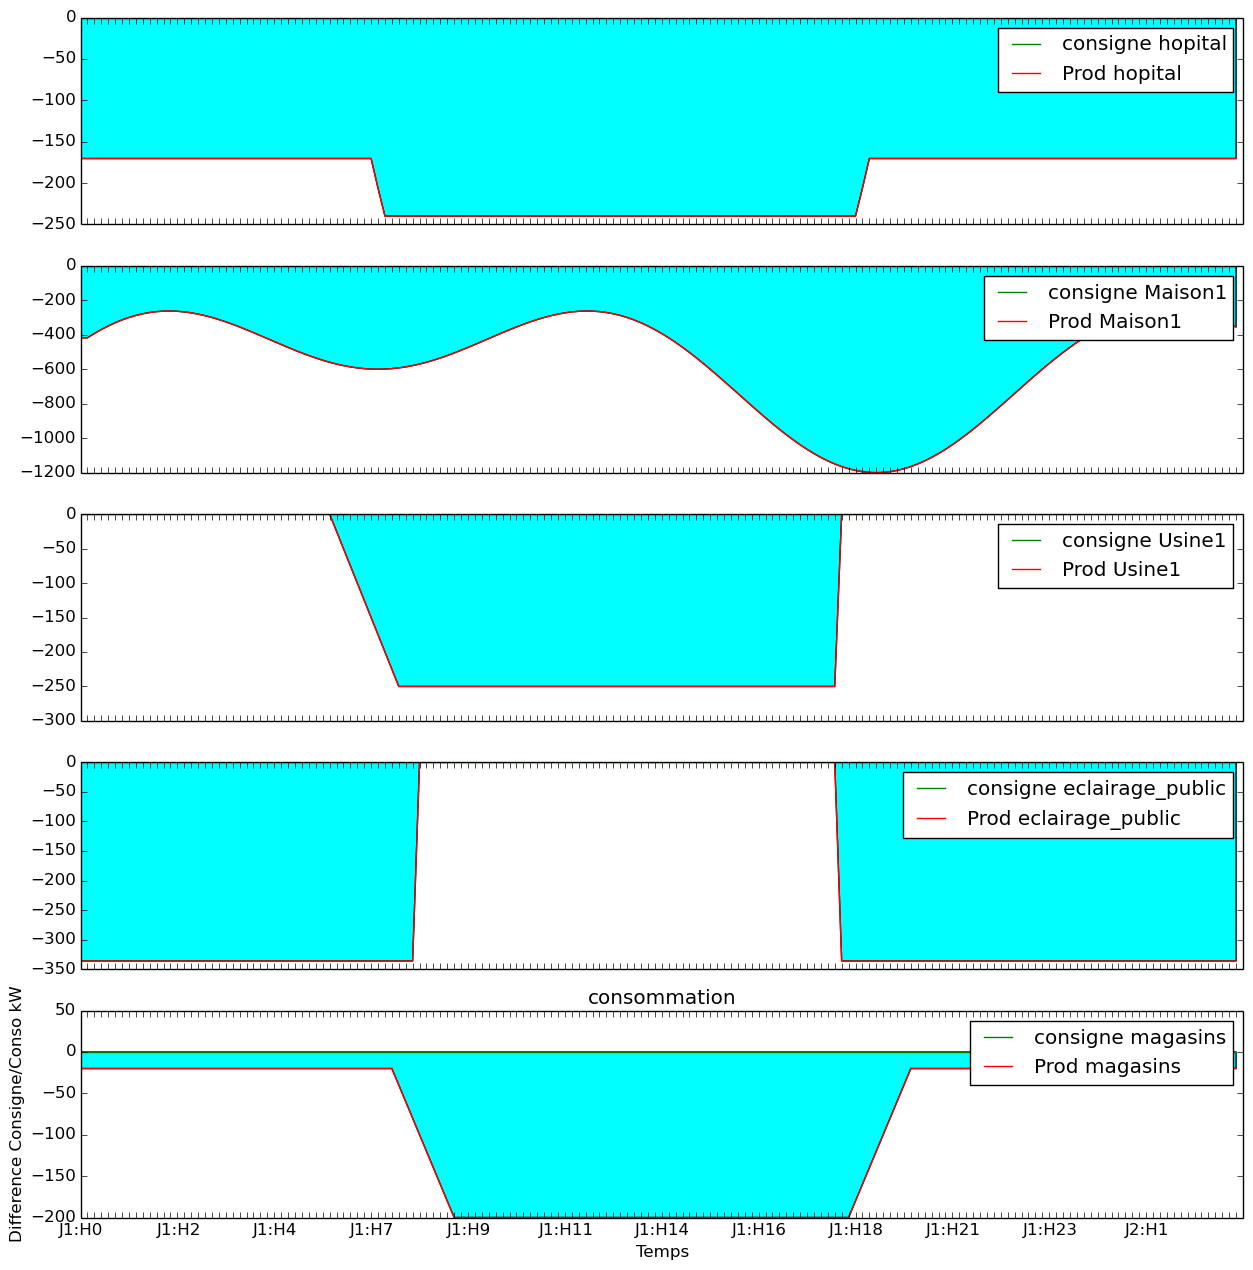 0
−50
−100
−150
−200
−250
consigne hopital
Prod hopital
0
−200
−400
−600
−800
−1000
−1200
consigne Maison1
Prod Maison1
0
−50
−100
−150
−200
−250
−300
consigne Usine1
Prod Usine1
0
−50
−100
−150
−200
−250
−300
−350
consigne eclairage_public
Prod eclairage_public
consommation
Difference Consigne/Conso kW
50
0
−50
−100
−150
−200
consigne magasins
Prod magasins
J1:H0 J1:H2 J1:H4 J1:H7 J1:H9 J1:H11 J1:H14 J1:H16 J1:H18 J1:H21 J1:H23 J2:H1
Temps